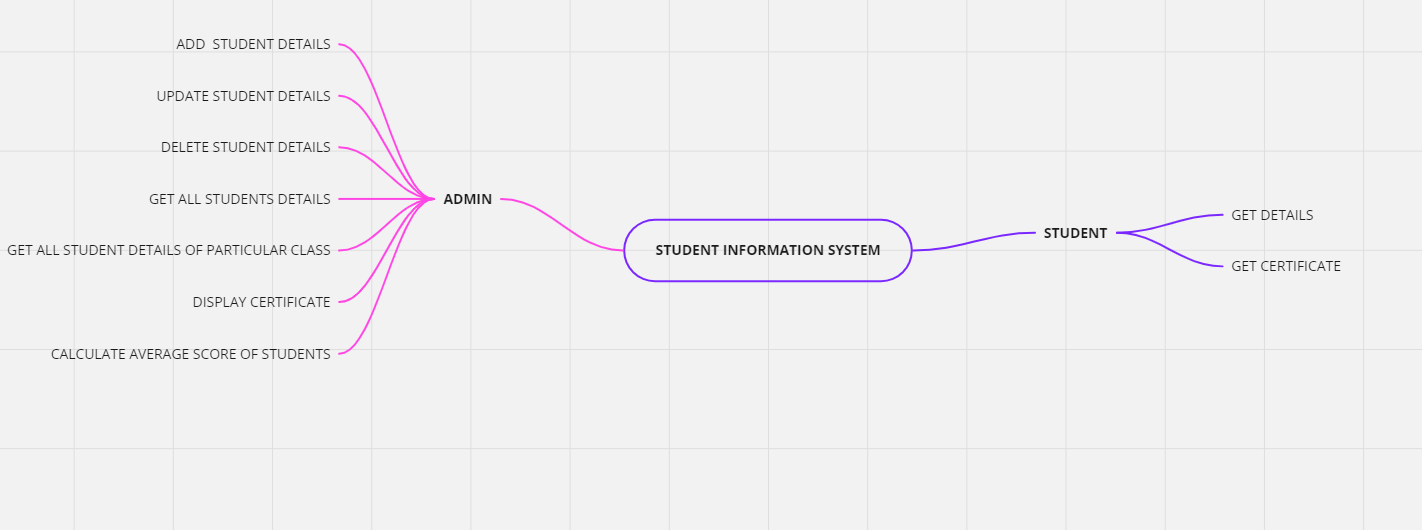 ADD  STUDENT DETAILS
UPDATE STUDENT DETAILS
DELETE STUDENT DETAILS
GET ALL STUDENTS DETAILS
GET ALL STUDENT DETAILS OF PARTICULAR CLASS
DISPLAY CERTIFICATE
CALCULATE AVERAGE SCORE OF STUDENTS
ADMIN
STUDENT INFORMATION SYSTEM
STUDENT
GET DETAILS
GET CERTIFICATE